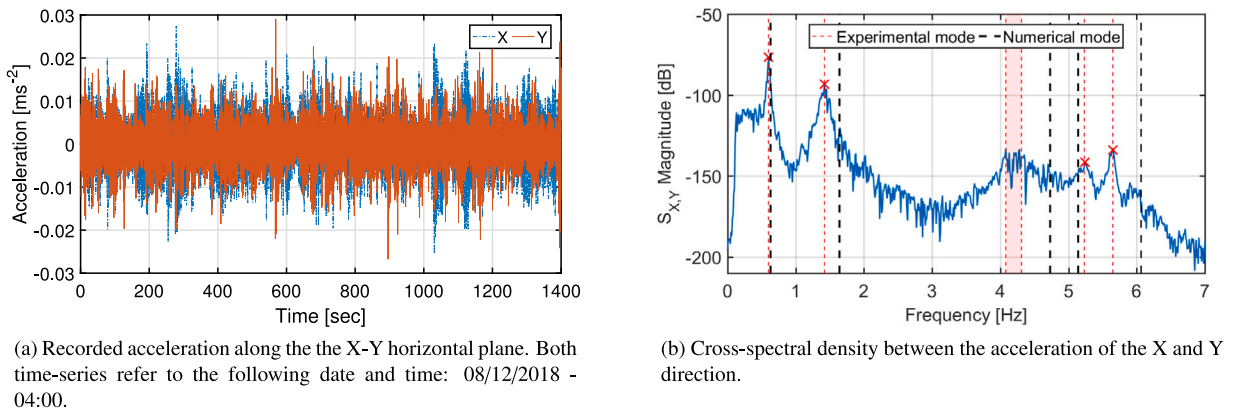 0.03
0.02
0.01
0
-0.01
-0.02
-0.03
Acceleration [ms-2]
X Y
0 200 400 600 800 1000 1200 1400
Time [sec]
(a) Recorded acceleration along the the X-Y horizontal plane. Both
time-series refer to the following date and time: 08/12/2018 -
04:00.
-50
-100
-150
-200
SX,Y Magnitude [dB]
Experimental mode Numerical mode
0 1 2 3 4 5 6 7
Frequency [Hz]
(b) Cross-spectral density between the acceleration of the X and Y
direction.